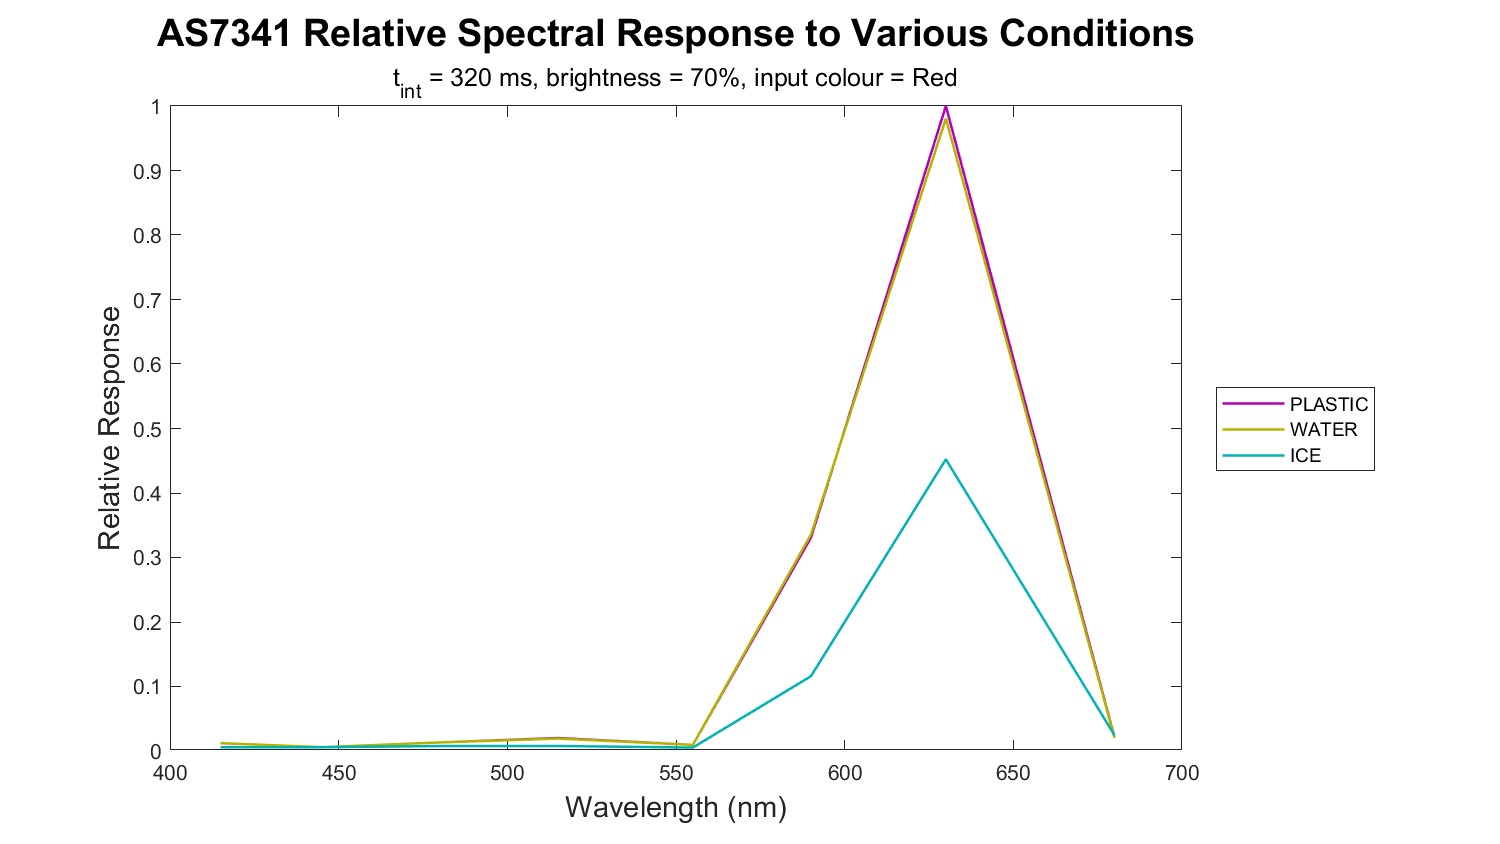 AS7341 Relative Spectral Response to Various Conditions
tint = 320 ms, brightness = 70%, input colour = Red
1
0.9
0.8
0.7
0.6
0.5
0.4
0.3
0.2
0.1
0
Relative Response
400 450 500 550 600 650 700
Wavelength (nm)
PLASTIC
WATER
ICE